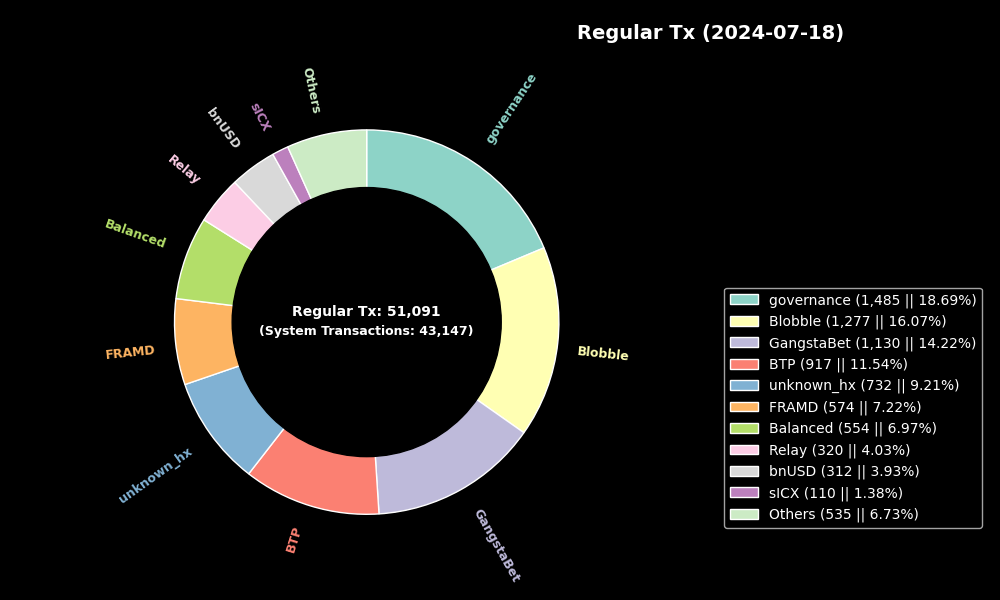 Regular Tx (2024-07-18)
Others
governance
sICX
bnUSD
Relay
Balanced
FRAMD
Blobble
unknown_hx
BTP
GangstaBet
Regular Tx: 51,091
(System Transactions: 43,147)
governance (1,485 || 18.69%)
Blobble (1,277 || 16.07%)
GangstaBet (1,130 || 14.22%)
BTP (917 || 11.54%)
unknown_hx (732 || 9.21%)
FRAMD (574 || 7.22%)
Balanced (554 || 6.97%)
Relay (320 || 4.03%)
bnUSD (312 || 3.93%)
sICX (110 || 1.38%)
Others (535 || 6.73%)